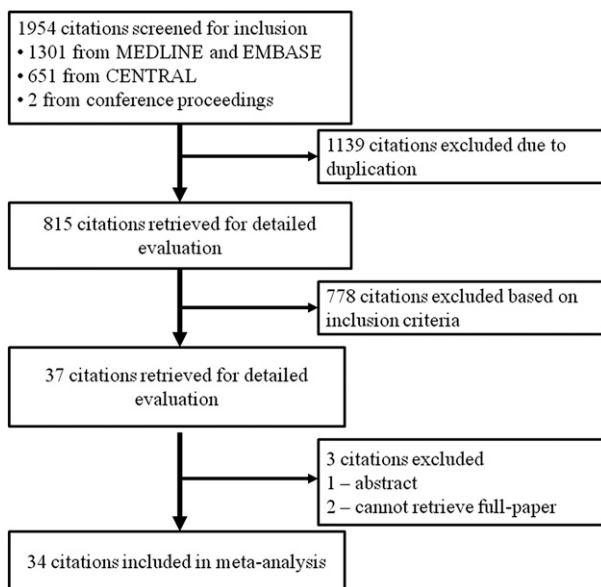 1954 citations screened for inclusion
• 1301 from MEDLINE and EMBASE
• 651 from CENTRAL
• 2 from conference proceedings
1139 citations excluded due to
duplication
815 citations retrieved for detailed
evaluation
778 citations excluded based on
inclusion criteria
37 citations retrieved for detailed
evaluation
3 citations excluded
1 – abstract
2 – cannot retrieve full-paper
34 citations included in meta-analysis